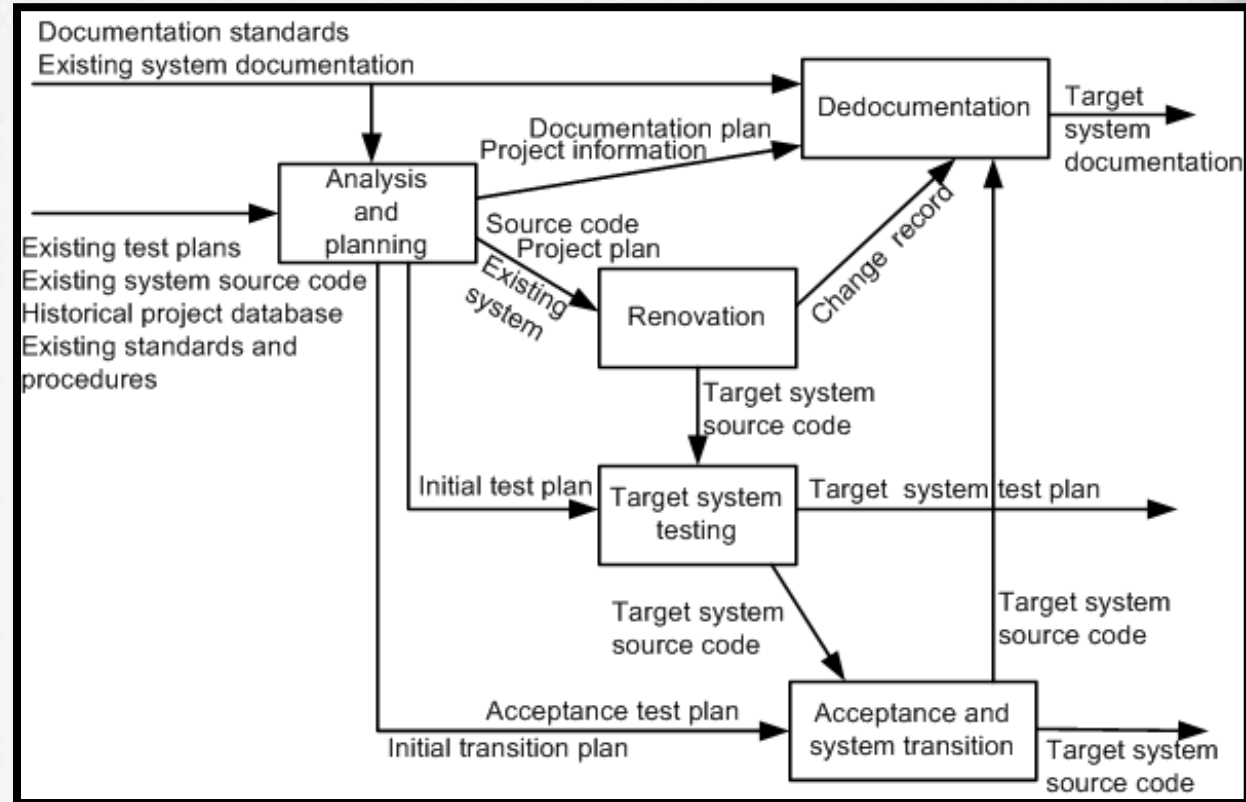 Documentation standards
Existing system documentation
Dedocumentation
Target
system
documentation
Documentation plan
Project information
Analysis
and
planning
Existing test plans
Existing system source code
Historical project database
Existing standards and
procedures
Source code
Project plan
Existing
system
Renovation
Change record
Target system
source code
Initial test plan
Target system
testing
Target system test plan
Target system
source code
Target system
source code
Acceptance test plan
Initial transition plan
Acceptance and
system transition
Target system
source code